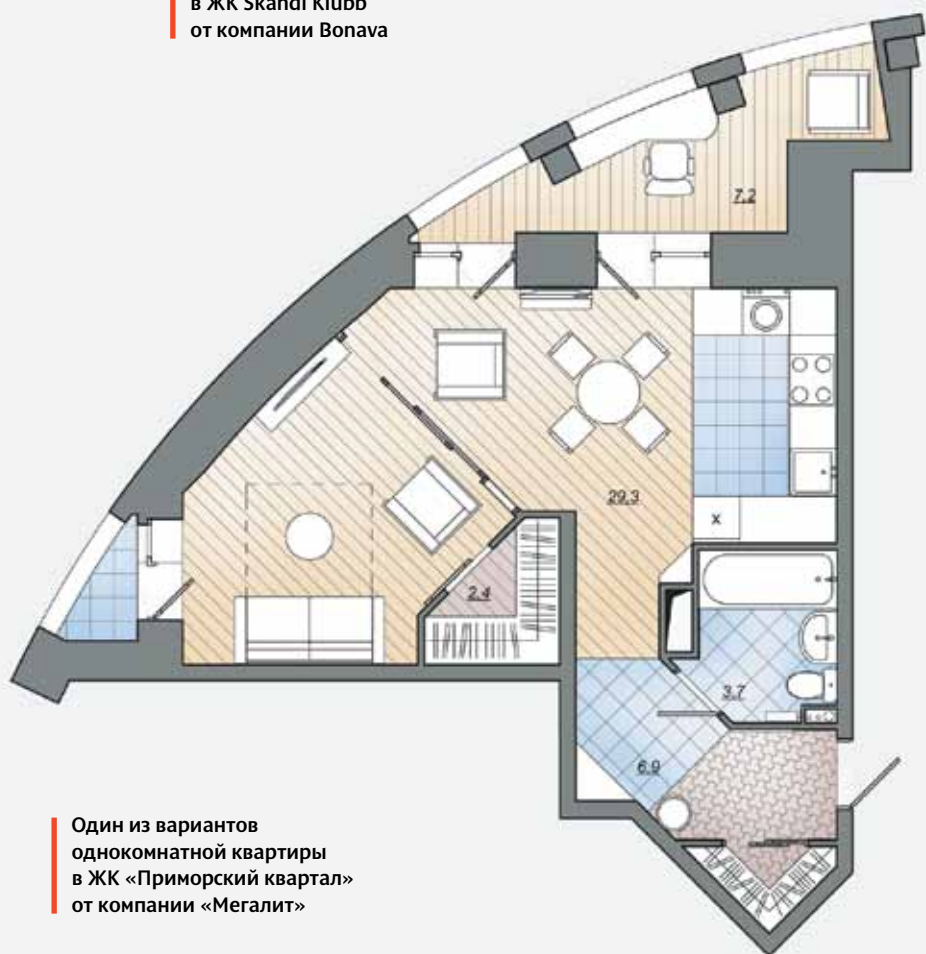 в ЖК Skandi Klubb
от компании Bonava
7.2
29.3
x
2.4
3.7
6.9
Один из вариантов
однокомнатной квартиры
в ЖК «Приморский квартал»
от компании «Мегалит»